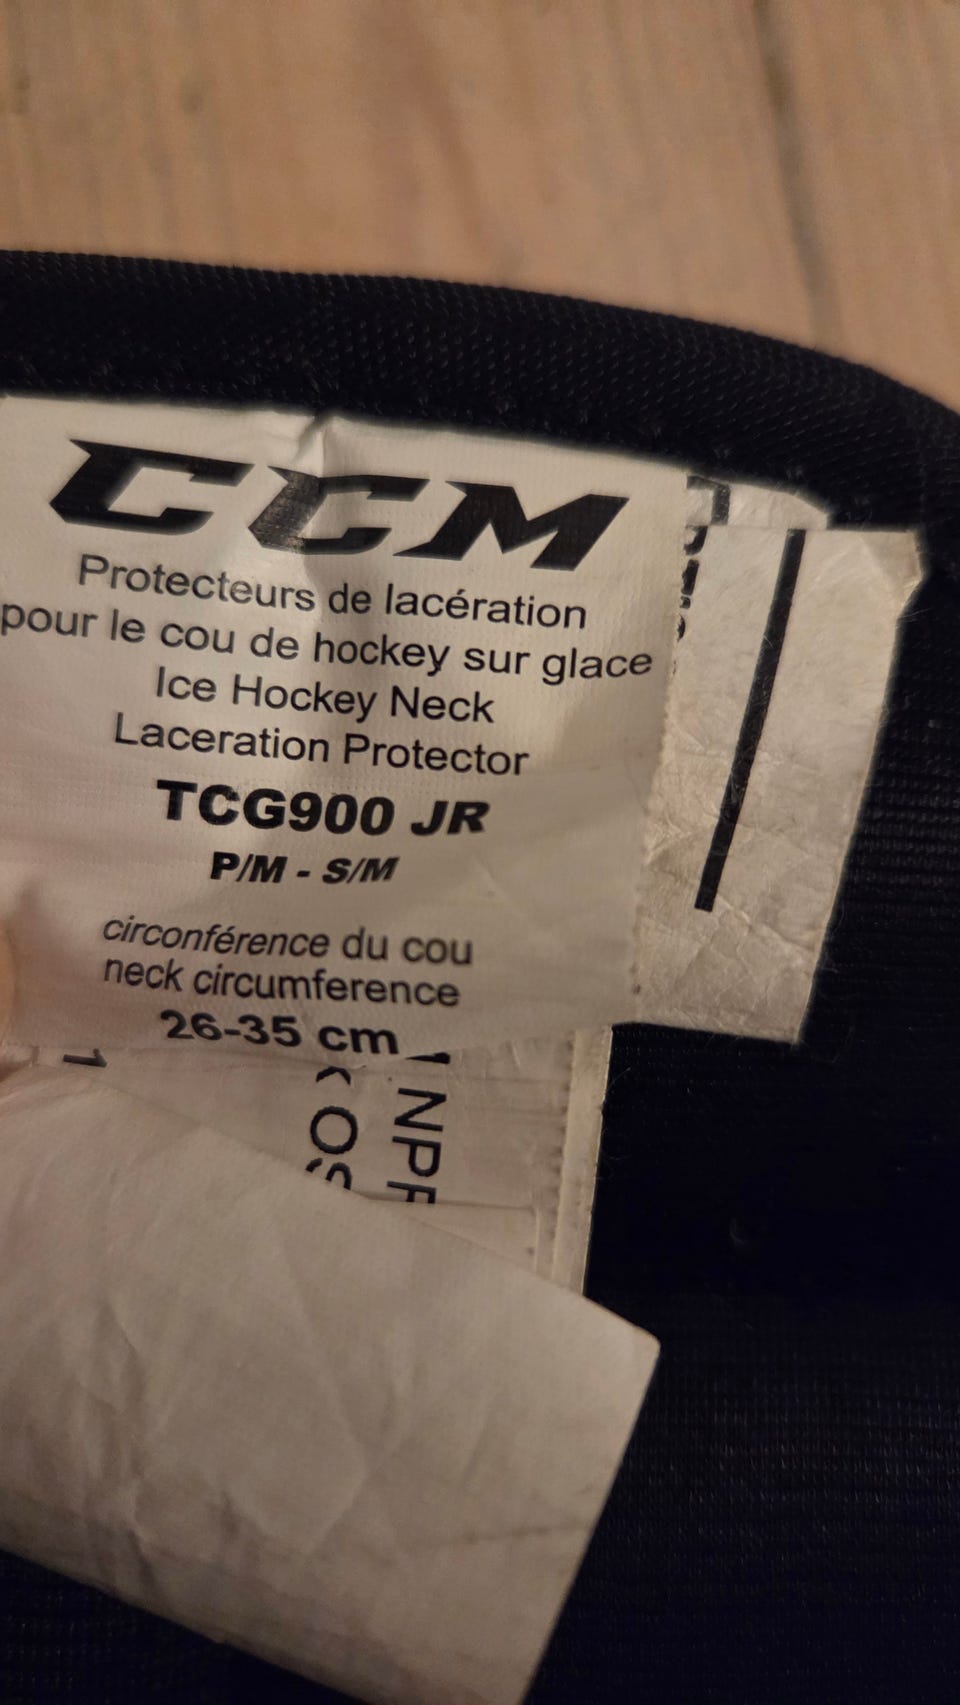 CCM
Protecteurs de lacération
pour le cou de hockey sur glace
Ice Hockey Neck
Laceration Protector
TCG900 JR
P/M - S/M
circonférence du cou
neck circumference
26-35 cm